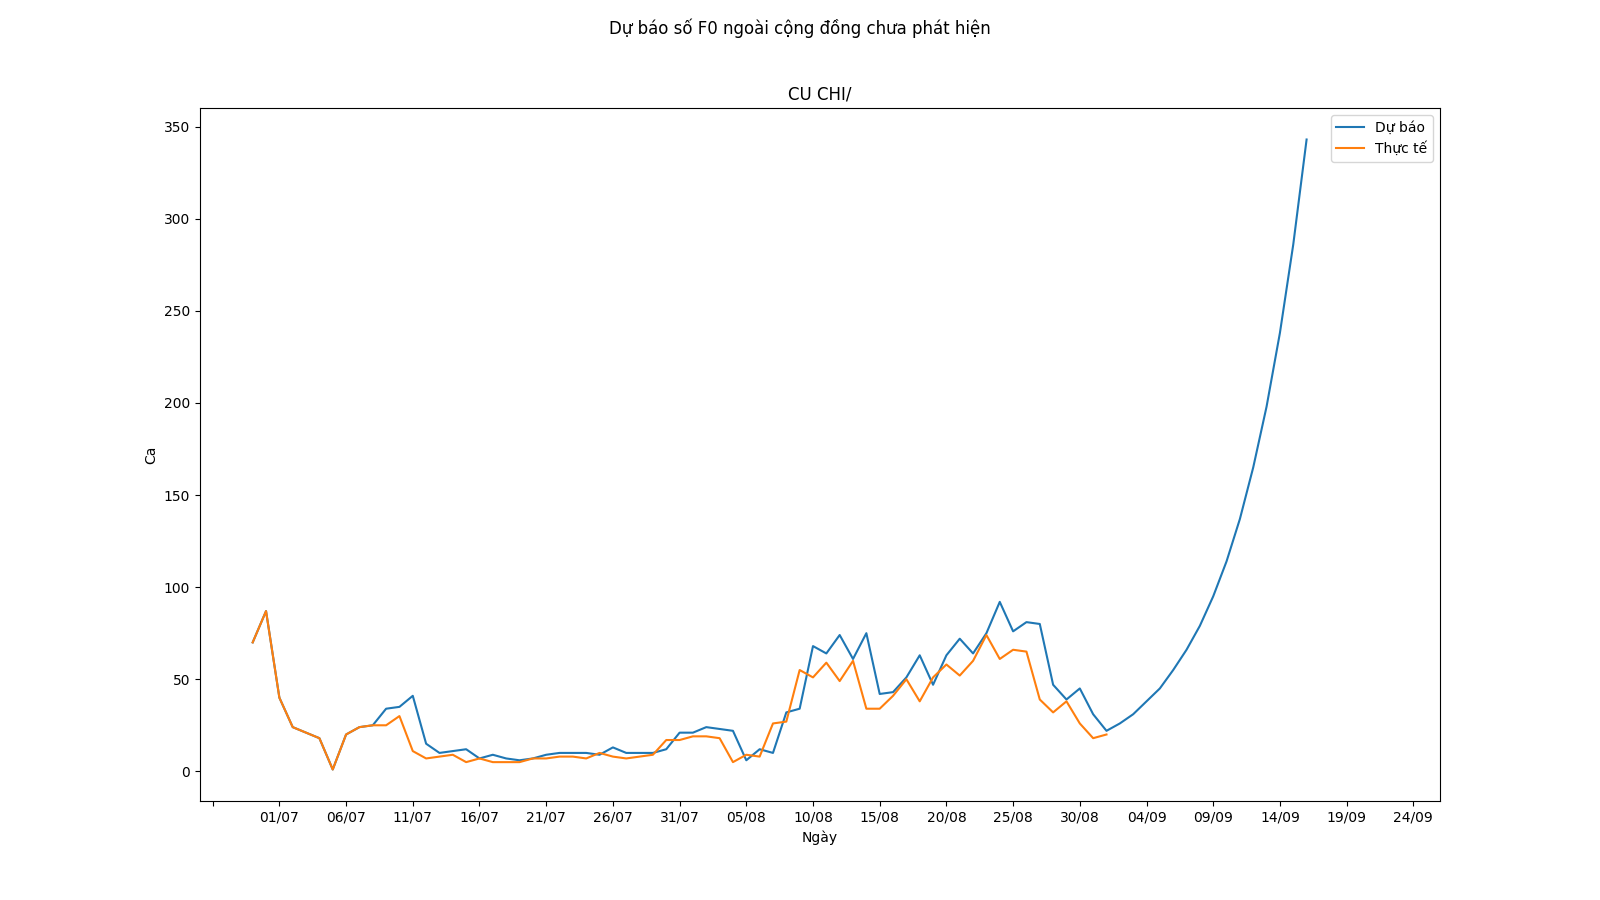 Dự báo số F0 ngoài cộng đồng chưa phát hiện
CU CHI/
Dự báo
Thực tế
350
300
250
200
150
100
50
0
Ca
01/07 06/07 11/07 16/07 21/07 26/07 31/07 05/08 10/08 15/08 20/08 25/08 30/08 04/09 09/09 14/09 19/09 24/09
Ngày